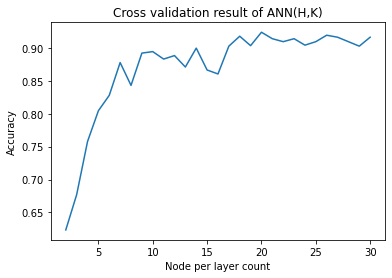 Cross validation result of ANN(H,K)
0.90
0.85
0.80
0.75
0.70
0.65
Accuracy
5 10 15 20 25 30
Node per layer count